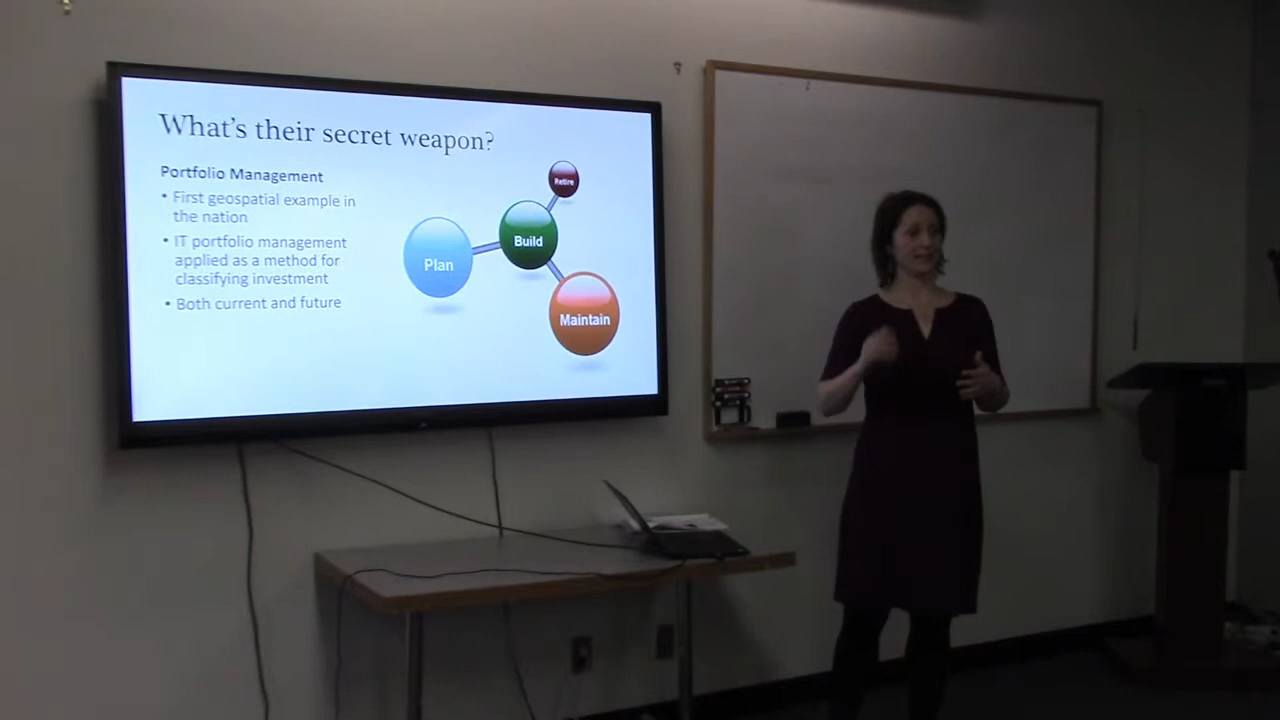 What's their secret weapon?
Portfolio Management
• First geospatial example in
the nation
• IT portfolio management
applied as a method for
classifying investment
• Both current and future
Retire
Build
Plan
Maintain